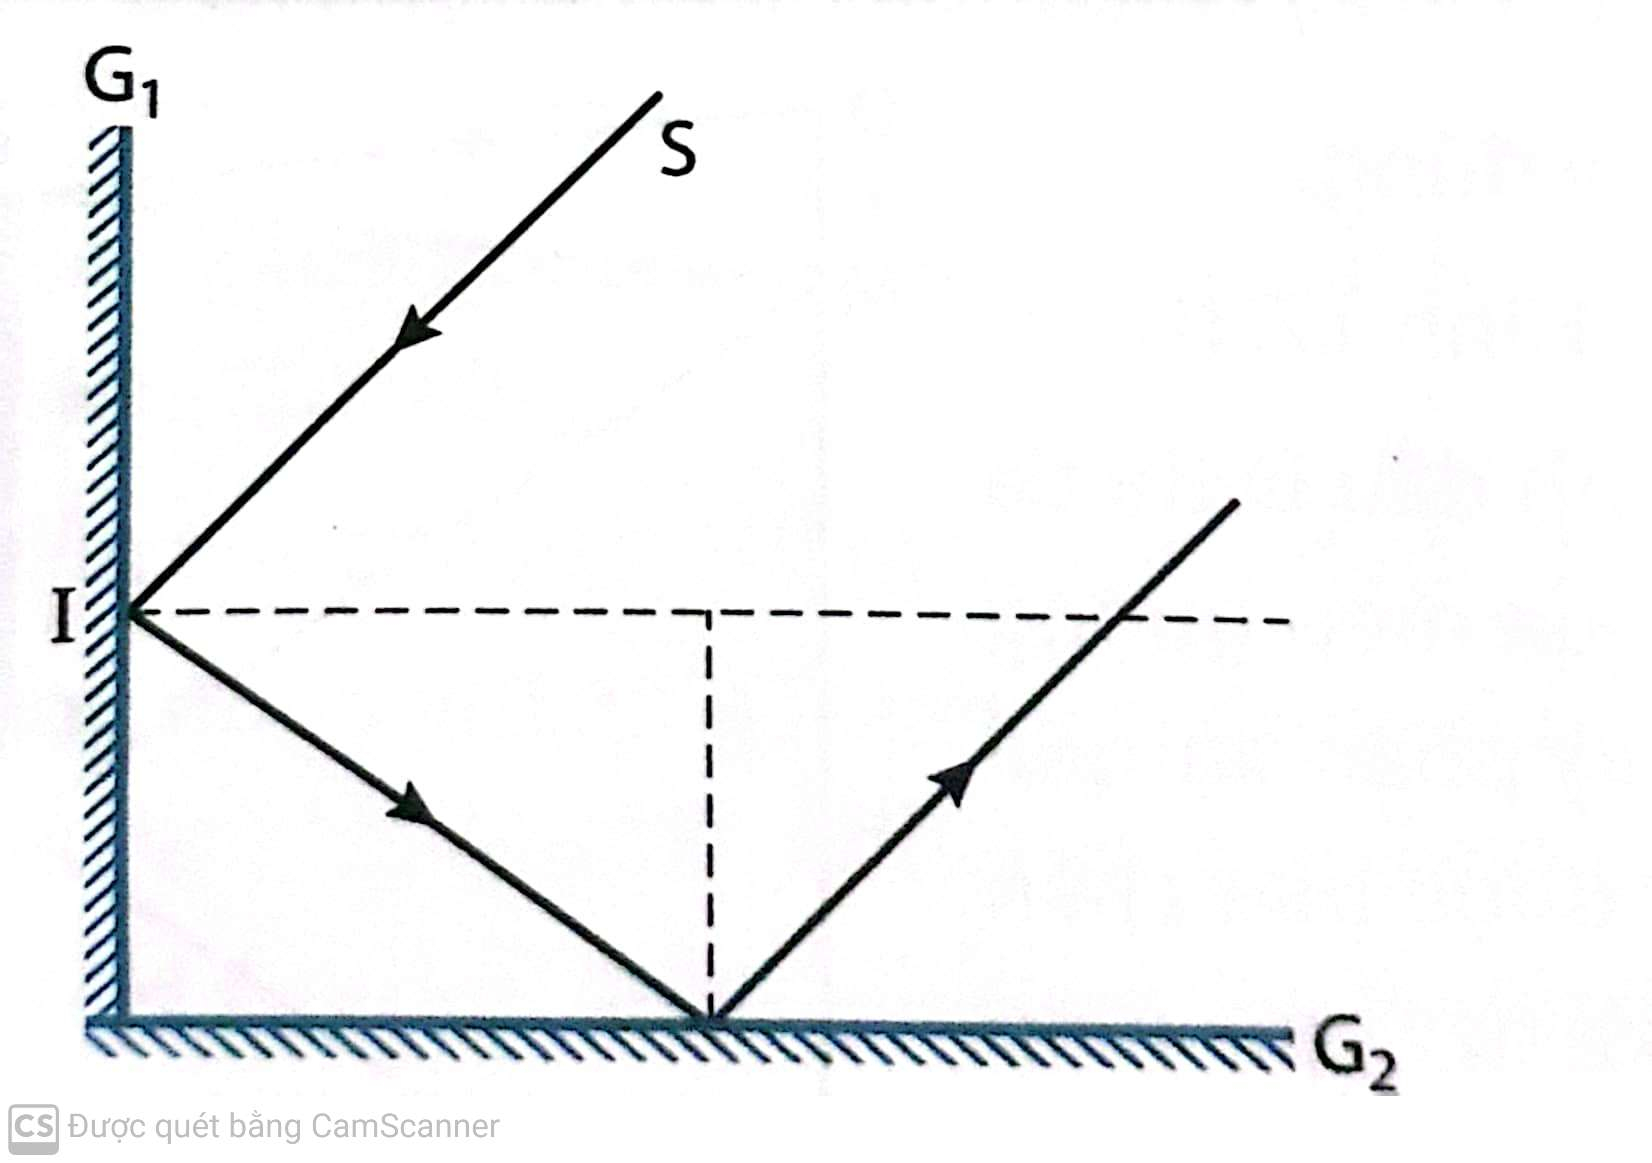 G₁
S
I
G₂
CS Được quét bằng CamScanner